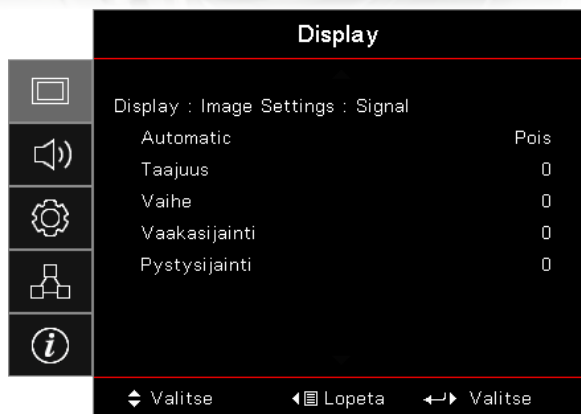 Display
Display : Image Settings : Signal
Automatic Pois
Taajuus 0
Vaihe 0
Vaakasijainti 0
Pystysijainti 0
Valitse Lopeta Valitse